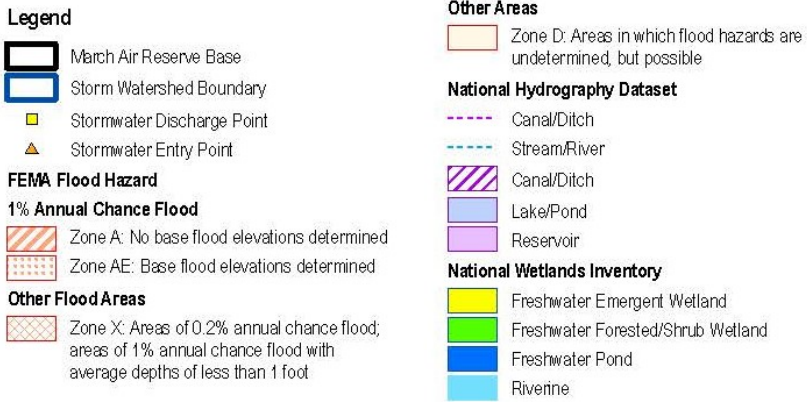 Legend
March Air Reserve Base
Storm Watershed Boundary
Stormwater Discharge Point
Stormwater Entry Point
FEMA Flood Hazard
1% Annual Chance Flood
Zone A: No base flood elevations determined
Zone AE: Base flood elevations determined
Other Flood Areas
Zone X: Areas of 0.2% annual chance flood;
areas of 1% annual chance flood with
average depths of less than 1 foot
Other Areas
Zone D: Areas in which flood hazards are
undetermined, but possible
National Hydrography Dataset
Canal/Ditch
Stream/River
Canal/Ditch
Lake/Pond
Reservoir
National Wetlands Inventory
Freshwater Emergent Wetland
Freshwater Forested/Shrub Wetland
Freshwater Pond
Riverine